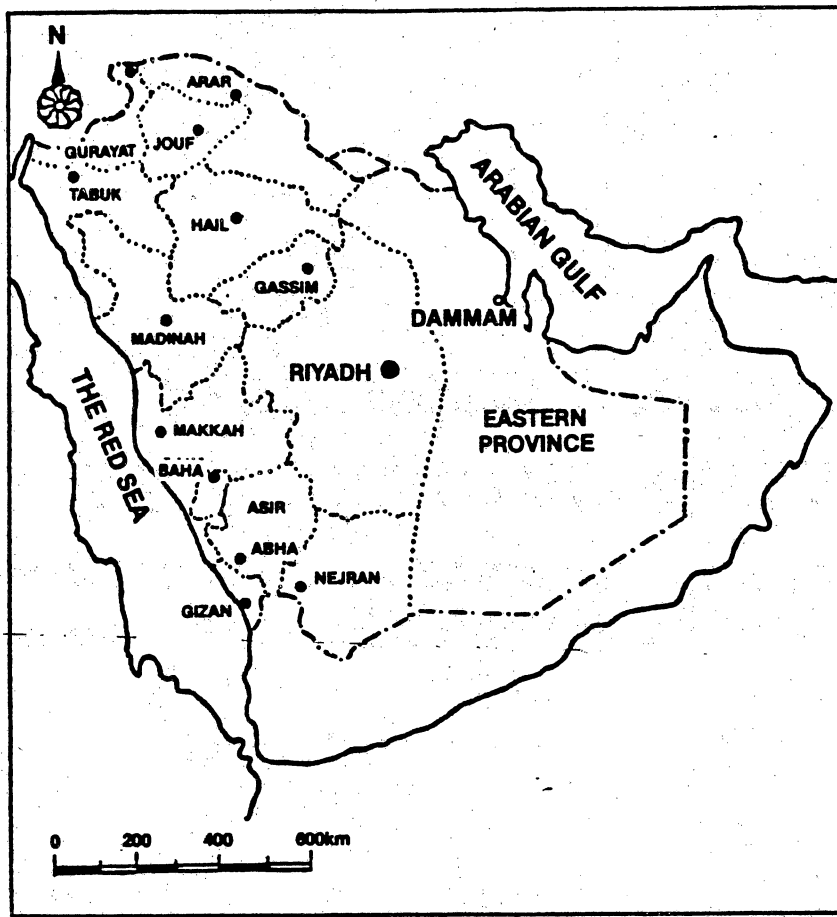 N
ARAR
JOUF
GURAYAT
TABUK
HAIL
GASSIM
ARABIAN GULF
DAMMAM
MADINAH
RIYADH
THE RED SEA
MAKKAH
EASTERN
PROVINCE
BAHA
ASIR
ABHA
NEJRAN
GIZAN
0 200 400 600km